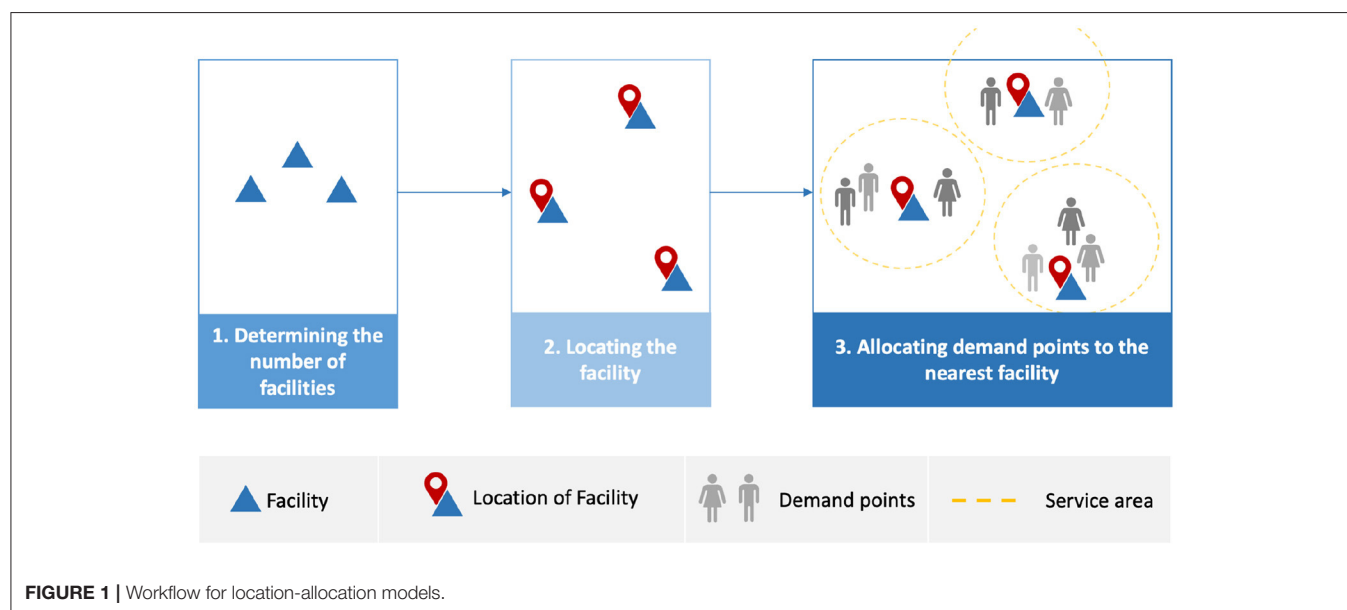 1. Determining the
number of
facilities
2. Locating the
facility
3. Allocating demand points to the
nearest facility
Facility
Location of Facility
Demand points
Service area
FIGURE 1 | Workflow for location-allocation models.